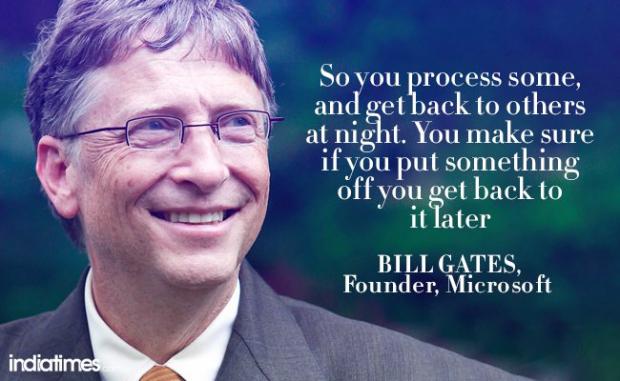 So you process some,
and get back to others
at night. You make sure
if you put something
off you get back to
it later
BILL GATES,
Founder, Microsoft
indiatimes